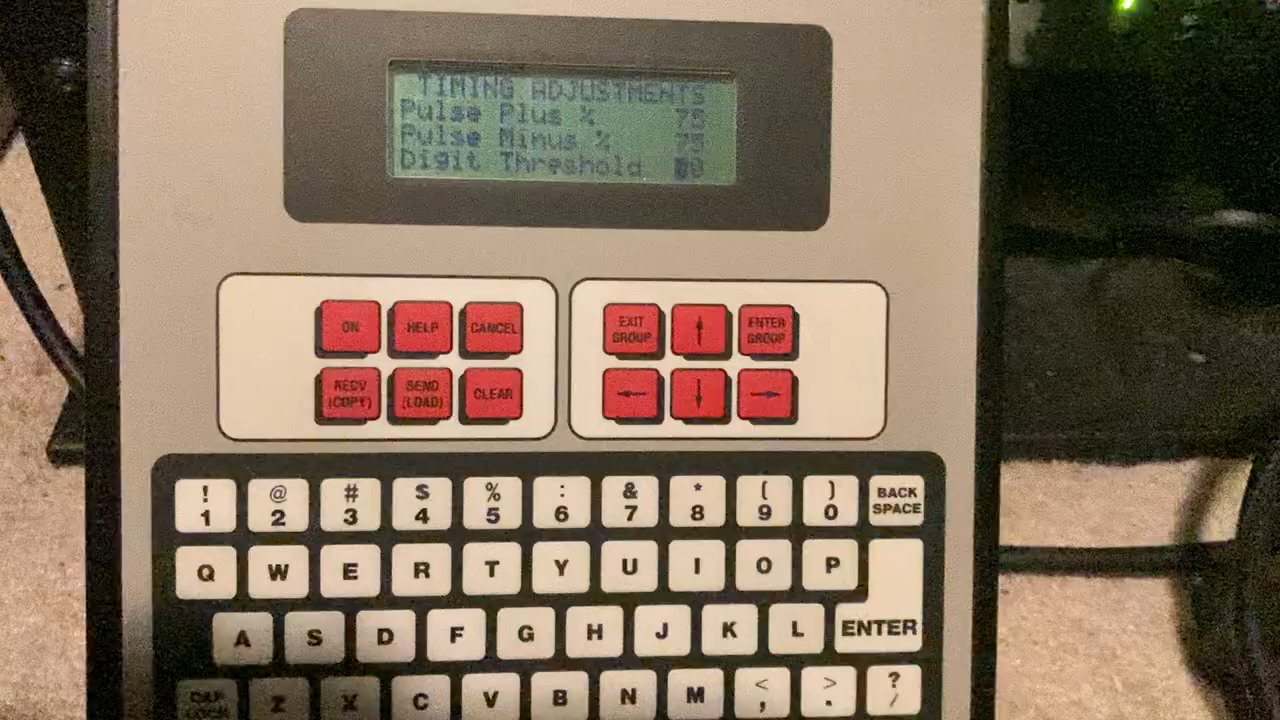 TIMING ADJUSTMENTS
Pulse Plus % 75
Pulse Minus % 75
Digit Threshold
ON HELP CANCEL
EXIT GROUP ↑ ENTER GROUP
RECV (COPY) SEND (LOAD) CLEAR
← ↓ →
! @ # $ % : & * ( ) BACK SPACE
1 2 3 4 5 6 7 8 9 0
Q W E R T Y U I O P
A S D F G H J K L ENTER
CAP LOCK Z X C V B N M < , > . ? /